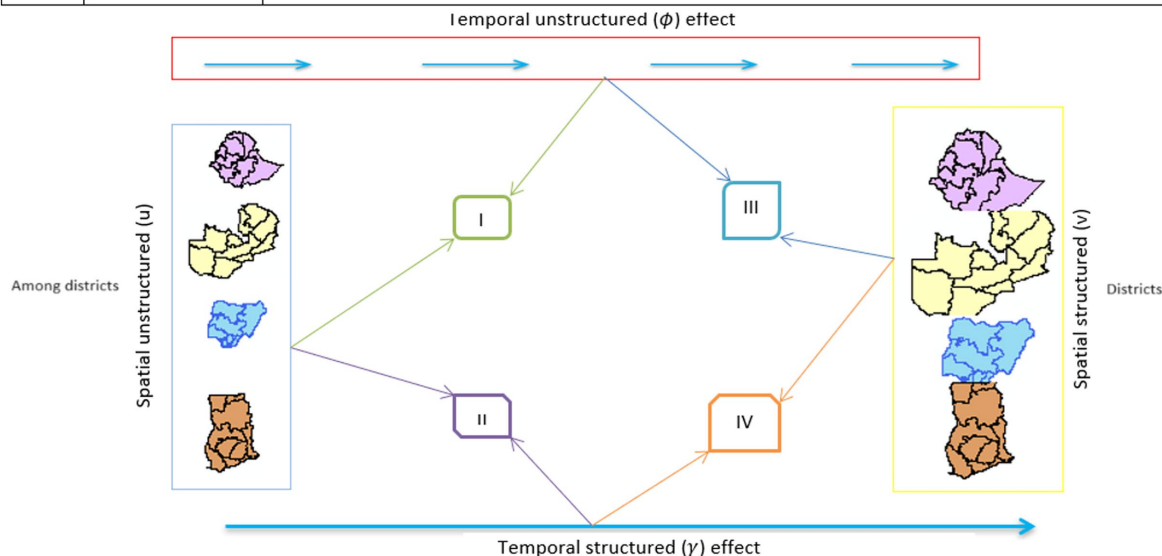 Temporal unstructured (ϕ) effect
Spatial unstructured (u)
Among districts
I
III
II
IV
Spatial structured (v)
Districts
Temporal structured (γ) effect